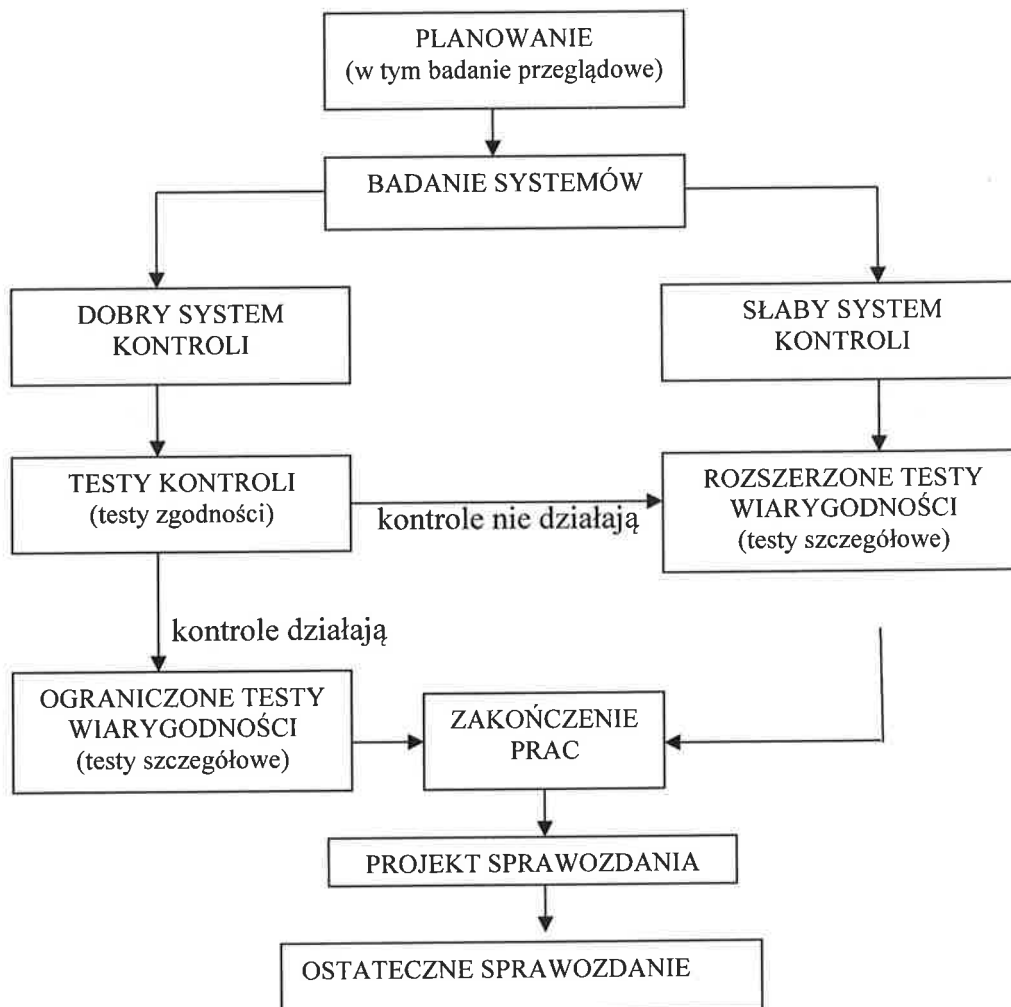 PLANOWANIE
(w tym badanie przeglądowe)
BADANIE SYSTEMÓW
DOBRY SYSTEM
KONTROLI
SŁABY SYSTEM
KONTROLI
TESTY KONTROLI
(testy zgodności)
kontrole nie działają
ROZSZERZONE TESTY
WIARYGODNOŚCI
(testy szczegółowe)
kontrole działają
OGRANICZONE TESTY
WIARYGODNOŚCI
(testy szczegółowe)
ZAKOŃCZENIE
PRAC
PROJEKT SPRAWOZDANIA
OSTATECZNE SPRAWOZDANIE